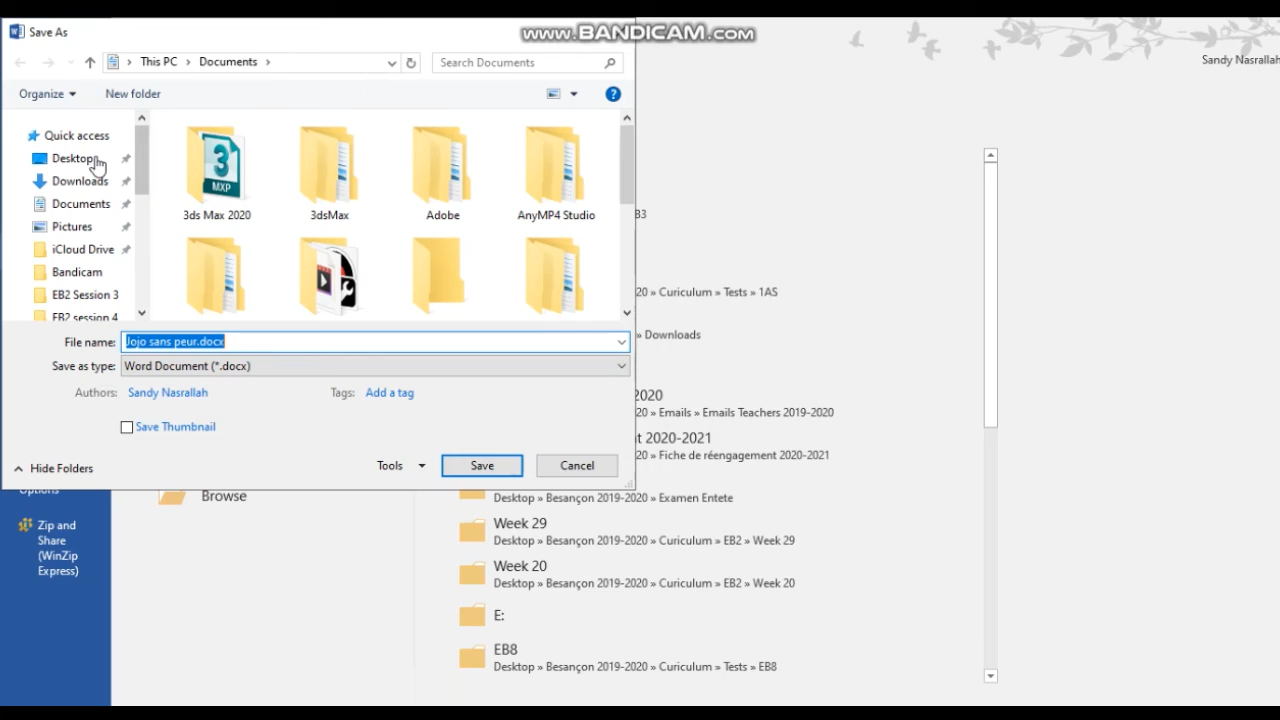 Save As
www.BANDICAM.com
Sandy Nasrallah
This PC > Documents >
Search Documents
Organize
New folder
Quick access
Desktop
Downloads
Documents
Pictures
iCloud Drive
Bandicam
EB2 Session 3
EB2 session 4
3
MXP
3ds Max 2020
3dsMax
Adobe
AnyMP4 Studio
File name: Jojo sans peur.docx
Save as type: Word Document (*.docx)
Authors: Sandy Nasrallah
Tags: Add a tag
Save Thumbnail
Hide Folders
Tools
Save
Cancel
B3
20 » Curiculum » Tests » 1AS
» Downloads
2020
20 » Emails » Emails Teachers 2019-2020
t 2020-2021
20 » Fiche de réengagement 2020-2021
Options
Browse
Desktop » Besançon 2019-2020 » Examen Entete
Zip and
Share
(WinZip
Express)
Week 29
Desktop » Besançon 2019-2020 » Curiculum » EB2 » Week 29
Week 20
Desktop » Besançon 2019-2020 » Curiculum » EB2 » Week 20
E:
EB8
Desktop » Besançon 2019-2020 » Curiculum » Tests » EB8